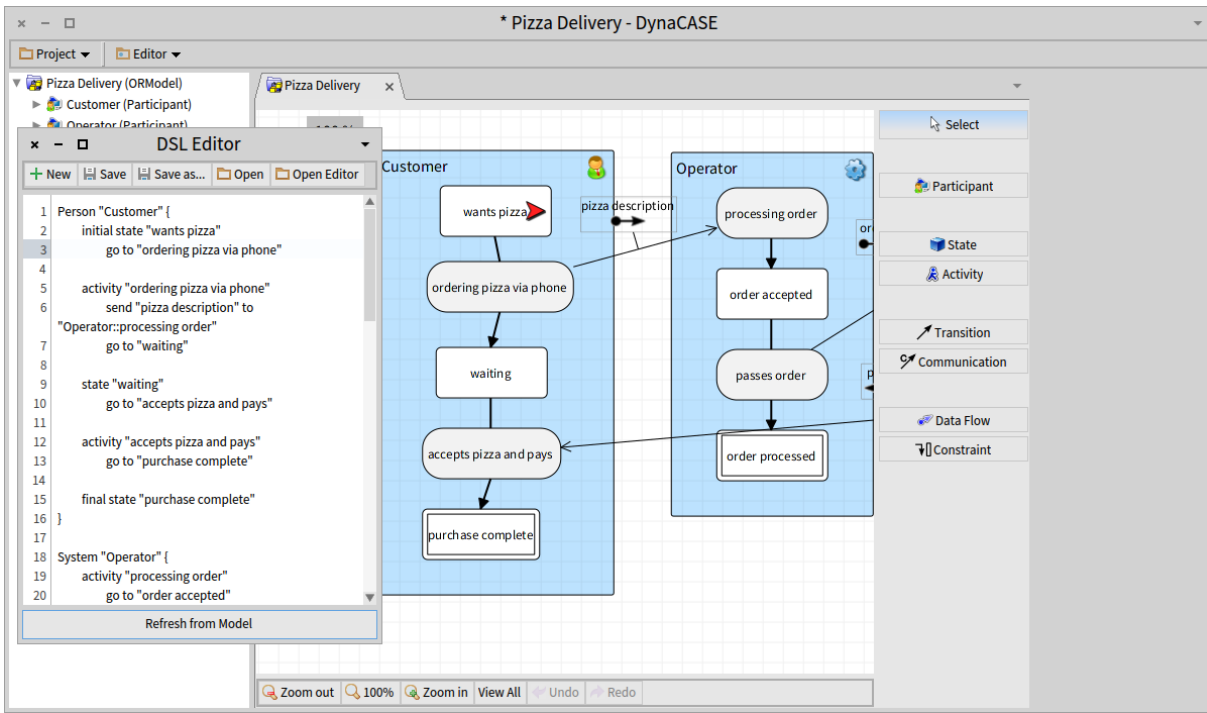 * Pizza Delivery - DynaCASE
Project
Editor
Pizza Delivery (ORModel)
Customer (Participant)
Operator (Participant)
DSL Editor
New
Save
Save as...
Open
Open Editor
1 Person "Customer" {
2 initial state "wants pizza"
3 go to "ordering pizza via phone"
4
5 activity "ordering pizza via phone"
6 send "pizza description" to
"Operator::processing order"
7 go to "waiting"
8
9 state "waiting"
10 go to "accepts pizza and pays"
11
12 activity "accepts pizza and pays"
13 go to "purchase complete"
14
15 final state "purchase complete"
16 }
17
18 System "Operator" {
19 activity "processing order"
20 go to "order accepted"
Refresh from Model
Pizza Delivery
Customer
wants pizza
ordering pizza via phone
waiting
accepts pizza and pays
purchase complete
pizza description
Operator
processing order
order accepted
passes order
order processed
Select
Participant
State
Activity
Transition
Communication
Data Flow
Constraint
Zoom out
100%
Zoom in
View All
Undo
Redo